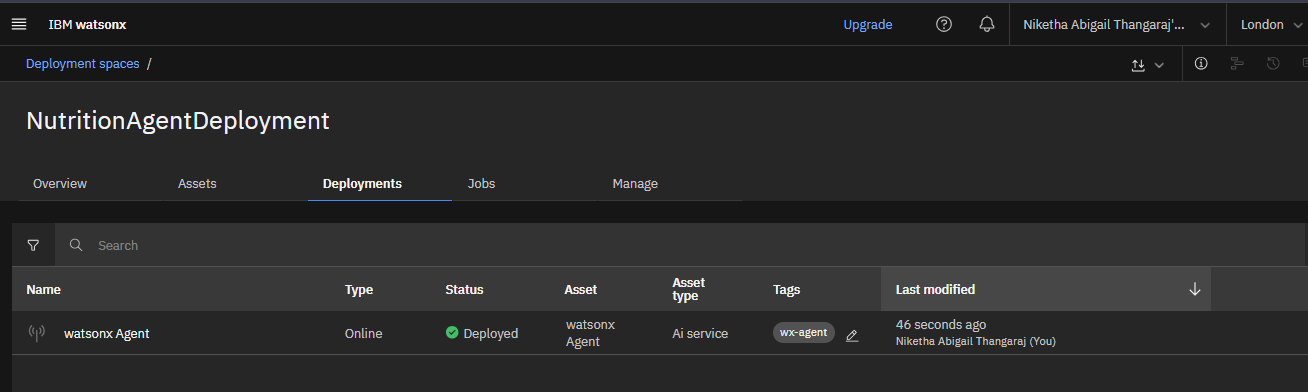 IBM watsonx
Upgrade
Niketha Abigail Thangaraj'...
London
Deployment spaces /
NutritionAgentDeployment
Overview
Assets
Deployments
Jobs
Manage
Search
Name
Type
Status
Asset
Asset
type
Tags
Last modified
watsonx Agent
Online
Deployed
watsonx
Agent
Ai service
wx-agent
46 seconds ago
Niketha Abigail Thangaraj (You)